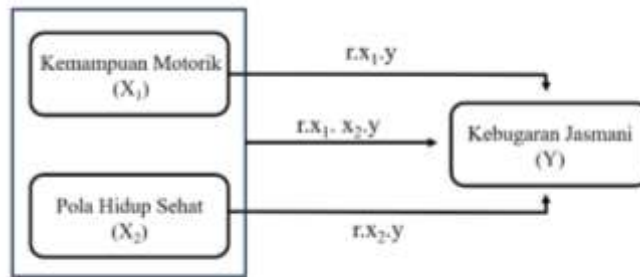 Kemampuan Motorik
(X₁)
r.x₁.y
r.x₁. x₂.y
Kebugaran Jasmani
(Y)
Pola Hidup Sehat
(X₂)
r.x₂.y